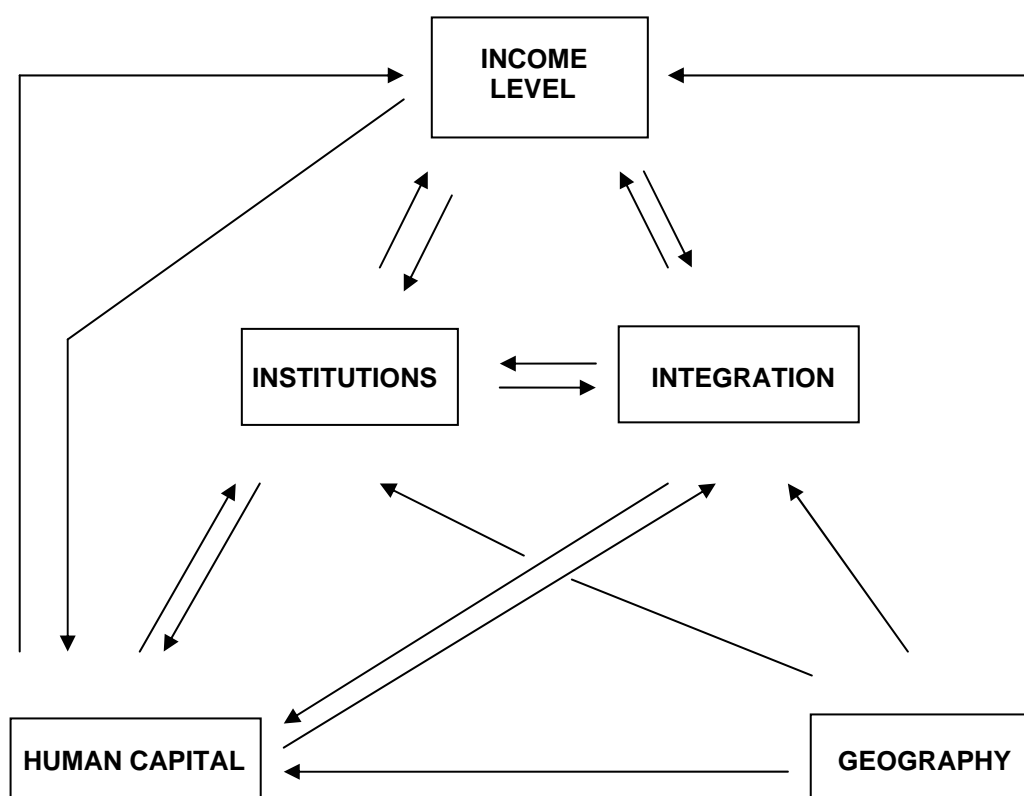 INCOME
LEVEL
INSTITUTIONS
INTEGRATION
HUMAN CAPITAL
GEOGRAPHY